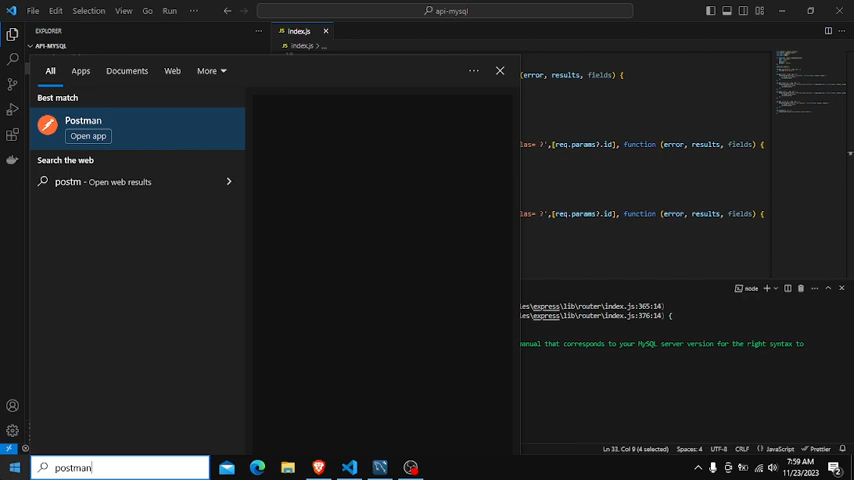 File Edit Selection View Go Run ··· api-mysql
EXPLORER ···
JS index.js ×
API-MYSQL
JS index.js > ...
All Apps Documents Web More ···
Best match
Postman
Open app
Search the web
postm - Open web results
(error, results, fields) {
las= ?',[req.params?.id], function (error, results, fields) {
las= ?',[req.params?.id], function (error, results, fields) {
node
les\express\lib\router\index.js:365:14)
les\express\lib\router\index.js:376:14) {
anual that corresponds to your MySQL server version for the right syntax to
Ln 33, Col 9 (4 selected) Spaces: 4 UTF-8 CRLF {} JavaScript Prettier
postman
7:59 AM
11/23/2023
2